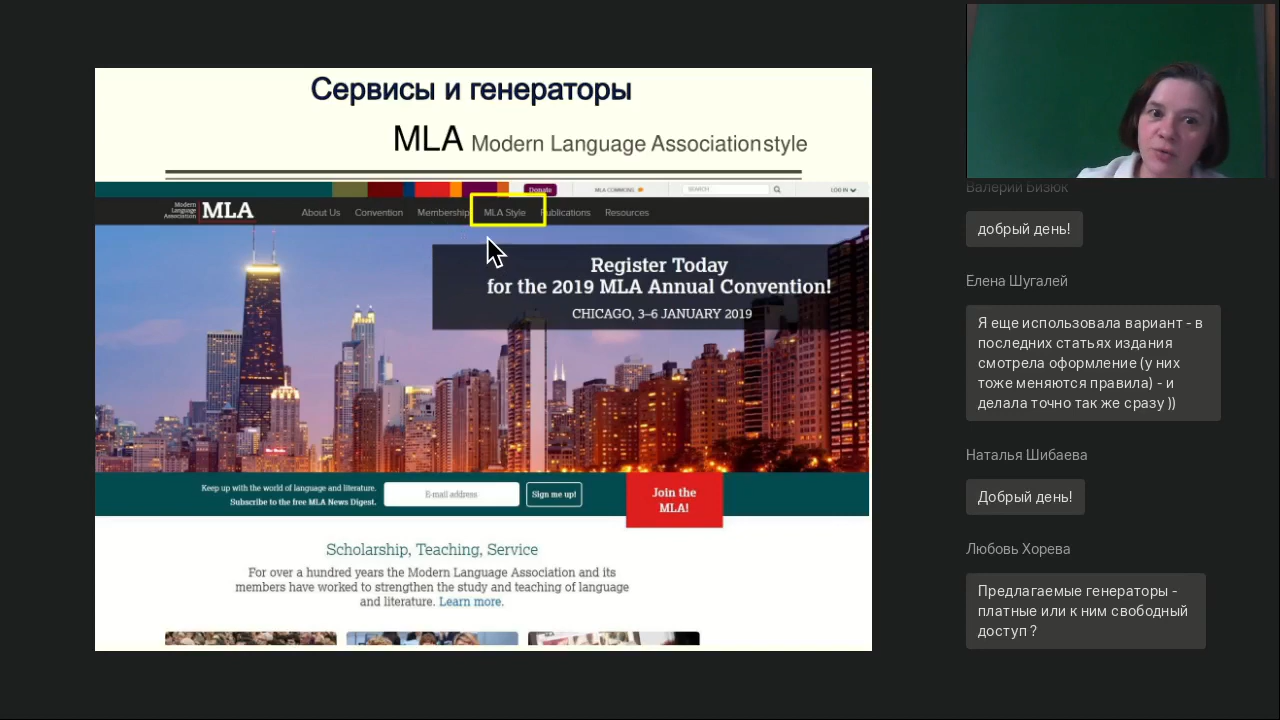 Сервисы и генераторы
MLA Modern Language Association style
Donate
MLA COMMONS
SEARCH
LOG IN
Modern
Language
Association
MLA
About Us
Convention
Membership
MLA Style
Publications
Resources
Register Today
for the 2019 MLA Annual Convention!
CHICAGO, 3–6 JANUARY 2019
Keep up with the world of language and literature.
Subscribe to the free MLA News Digest.
E-mail address
Sign me up!
Join the
MLA!
Scholarship, Teaching, Service
For over a hundred years the Modern Language Association and its
members have worked to strengthen the study and teaching of language
and literature. Learn more.
Валерий Бизюк
добрый день!
Елена Шугалей
Я еще использовала вариант - в
последних статьях издания
смотрела оформление (у них
тоже меняются правила) - и
делала точно так же сразу ))
Наталья Шибаева
Добрый день!
Любовь Хорева
Предлагаемые генераторы -
платные или к ним свободный
доступ ?